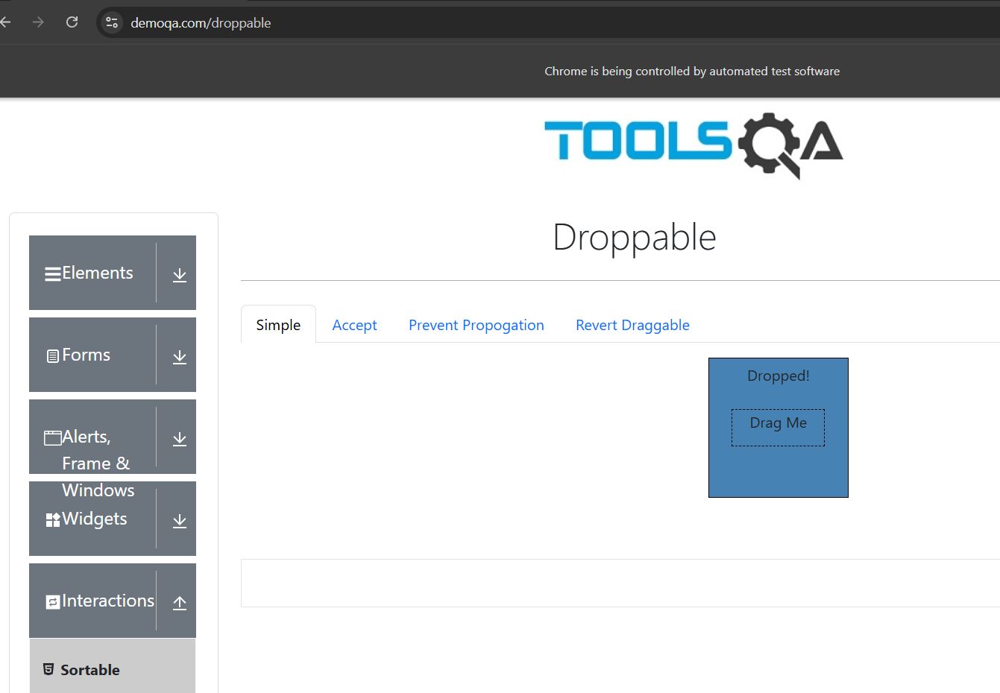 demoqa.com/droppable
Chrome is being controlled by automated test software
TOOLSQA
Droppable
Elements
Forms
Alerts,
Frame &
Windows
Widgets
Interactions
Sortable
Simple
Accept
Prevent Propogation
Revert Draggable
Dropped!
Drag Me